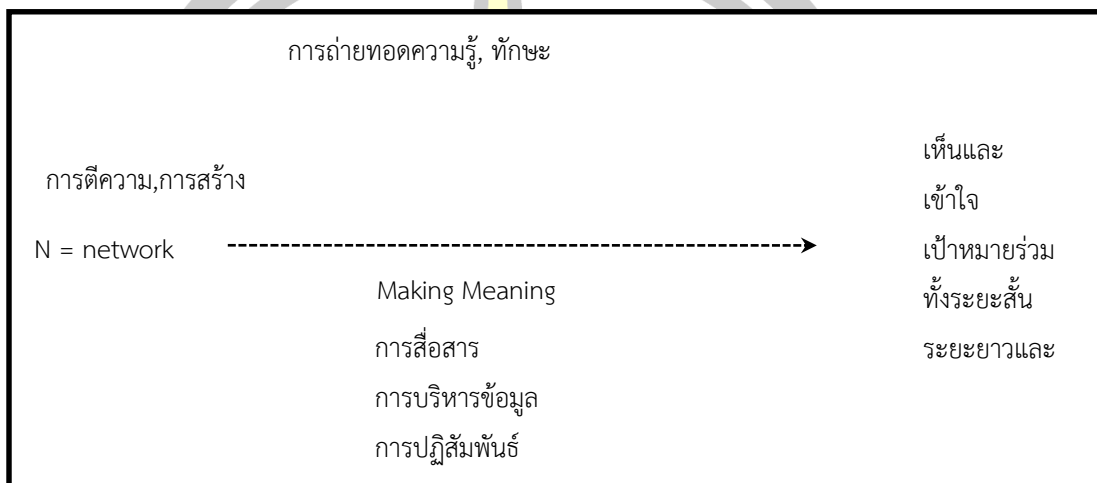 การถ่ายทอดความรู้, ทักษะ
การตีความ,การสร้าง
N = network
Making Meaning
การสื่อสาร
การบริหารข้อมูล
การปฏิสัมพันธ์
เห็นและ
เข้าใจ
เป้าหมายร่วม
ทั้งระยะสั้น
ระยะยาวและ